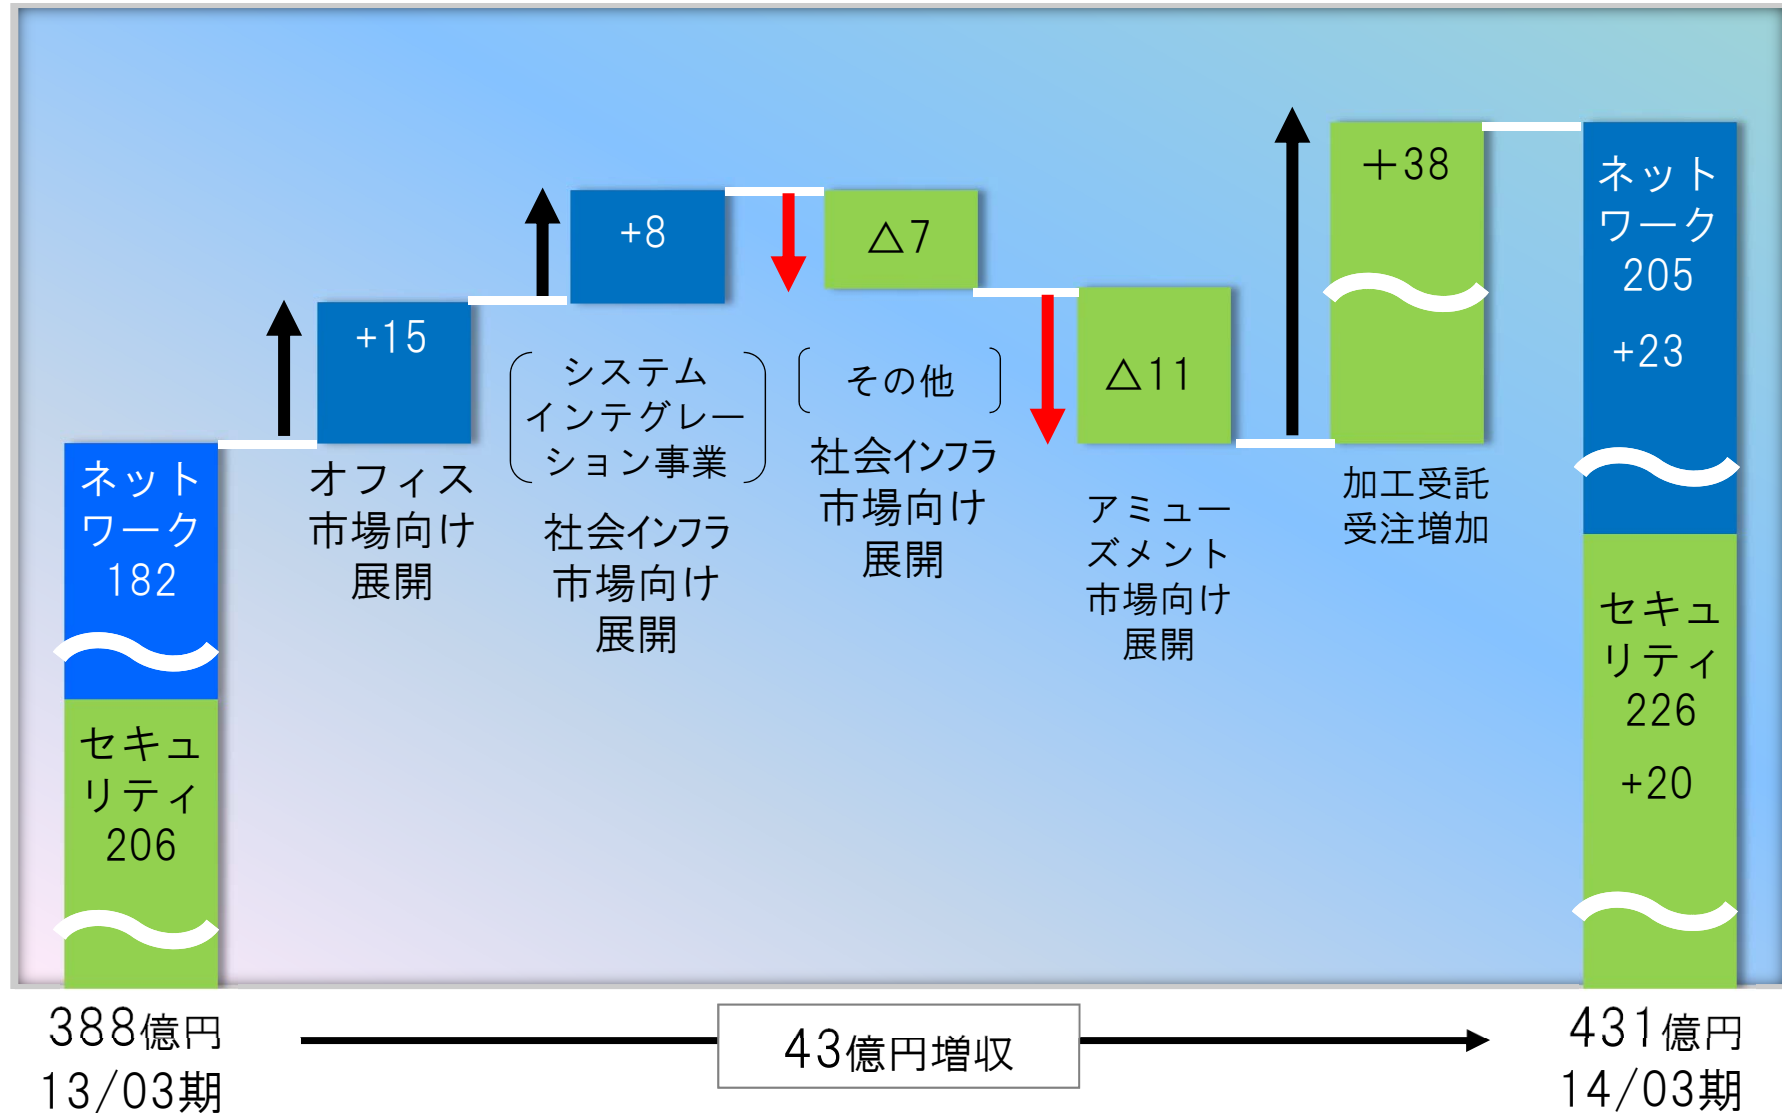 ネット
ワーク
182
セキュ
リティ
206
388億円
13/03期
+15
オフィス
市場向け
展開
+8
システム
インテグレー
ション事業
社会インフラ
市場向け
展開
△7
その他
社会インフラ
市場向け
展開
△11
アミュー
ズメント
市場向け
展開
＋38
加工受託
受注増加
ネット
ワーク
205
+23
セキュ
リティ
226
+20
43億円増収
431億円
14/03期